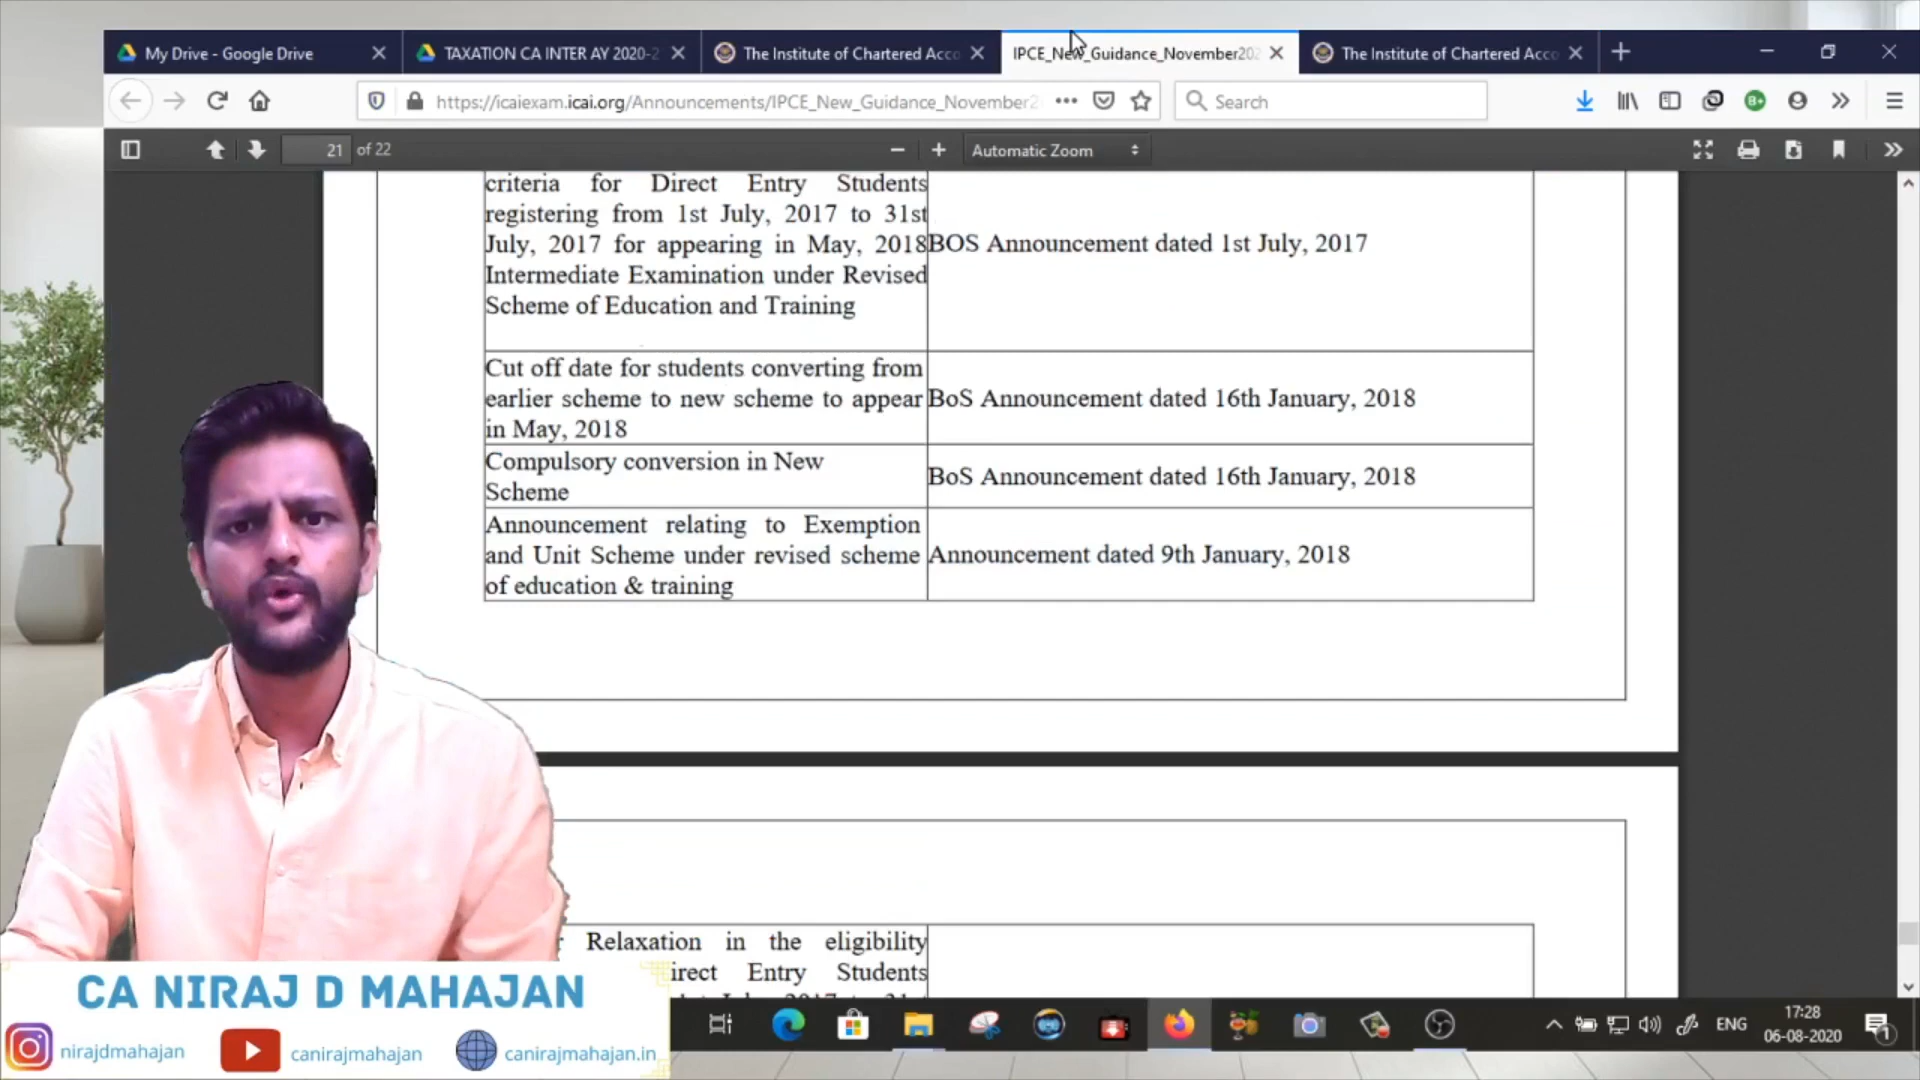 My Drive - Google Drive
TAXATION CA INTER AY 2020-2
The Institute of Chartered Acco
IPCE_New_Guidance_November202
The Institute of Chartered Acco
https://icaiexam.icai.org/Announcements/IPCE_New_Guidance_November2
Search
21 of 22
Automatic Zoom
criteria for Direct Entry Students
registering from 1st July, 2017 to 31st
July, 2017 for appearing in May, 2018
Intermediate Examination under Revised
Scheme of Education and Training
BOS Announcement dated 1st July, 2017
Cut off date for students converting from
earlier scheme to new scheme to appear
in May, 2018
BoS Announcement dated 16th January, 2018
Compulsory conversion in New
Scheme
BoS Announcement dated 16th January, 2018
Announcement relating to Exemption
and Unit Scheme under revised scheme
of education & training
Announcement dated 9th January, 2018
r Relaxation in the eligibility
irect Entry Students
CA NIRAJ D MAHAJAN
nirajdmahajan
canirajmahajan
canirajmahajan.in
ENG
17:28
06-08-2020
1